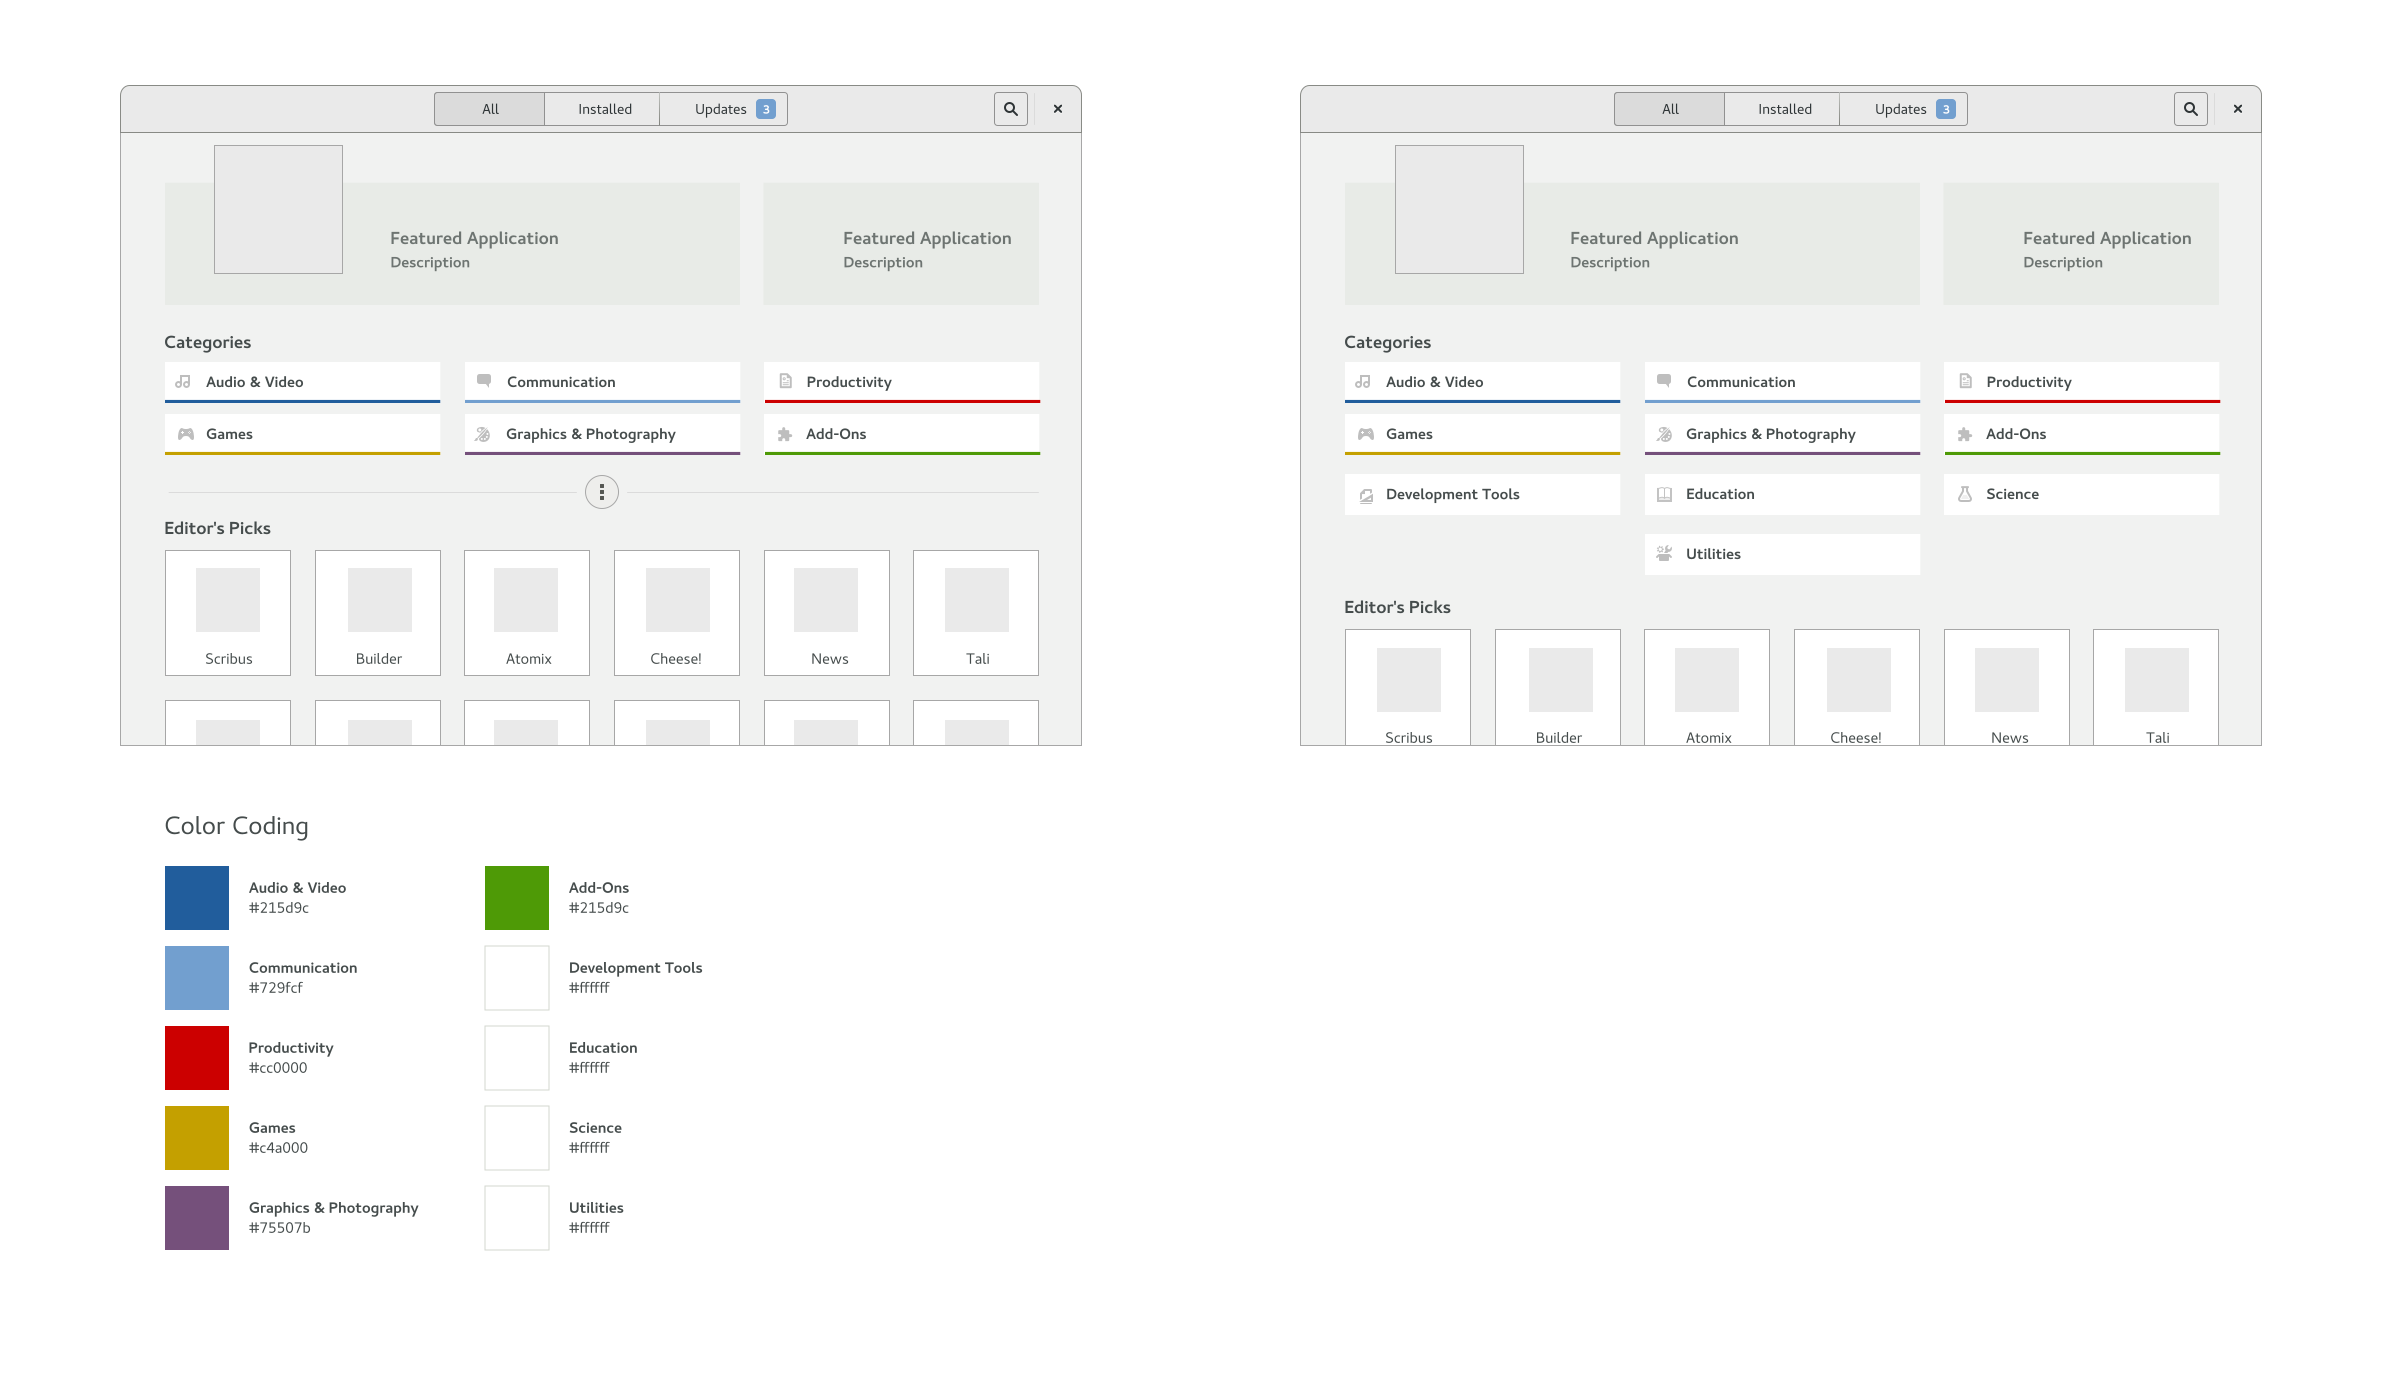 All Installed Updates 3
Featured Application Featured Application
Description Description
Categories
Audio & Video Communication Productivity
Games Graphics & Photography Add-Ons
Editor's Picks
Scribus Builder Atomix Cheese! News Tali
All Installed Updates 3
Featured Application Featured Application
Description Description
Categories
Audio & Video Communication Productivity
Games Graphics & Photography Add-Ons
Development Tools Education Science
Utilities
Editor's Picks
Scribus Builder Atomix Cheese! News Tali
Color Coding
Audio & Video
#215d9c
Communication
#729fcf
Productivity
#cc0000
Games
#c4a000
Graphics & Photography
#75507b
Add-Ons
#215d9c
Development Tools
#ffffff
Education
#ffffff
Science
#ffffff
Utilities
#ffffff